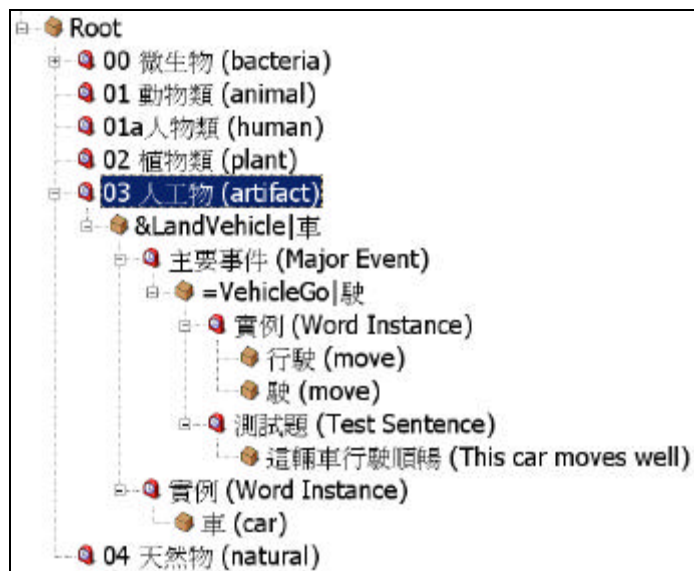 Root
00 微生物 (bacteria)
01 動物類 (animal)
01a人物類 (human)
02 植物類 (plant)
03 人工物 (artifact)
&LandVehicle|車
主要事件 (Major Event)
=VehicleGo|駛
實例 (Word Instance)
行駛 (move)
駛 (move)
測試題 (Test Sentence)
這輛車行駛順暢 (This car moves well)
實例 (Word Instance)
車 (car)
04 天然物 (natural)